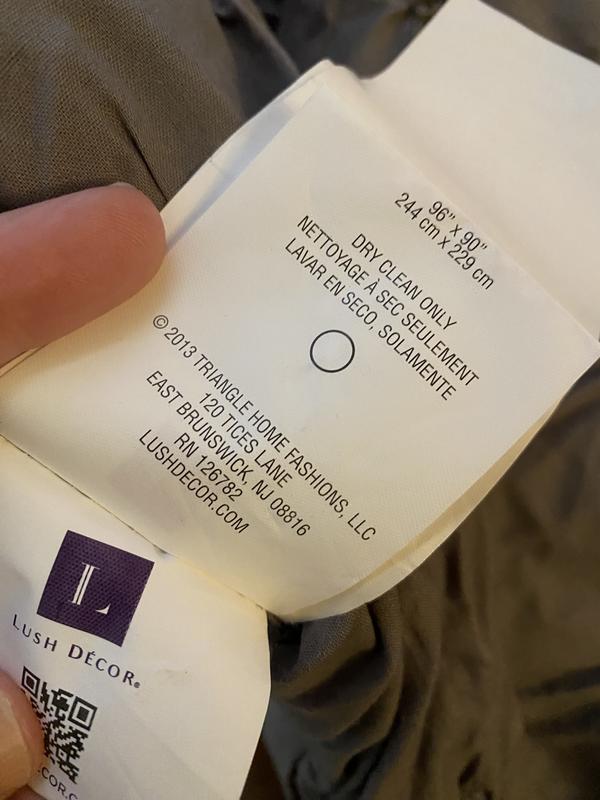 96" x 90"
244 cm x 229 cm
DRY CLEAN ONLY
NETTOYAGE À SEC SEULEMENT
LAVAR EN SECO, SOLAMENTE
© 2013 TRIANGLE HOME FASHIONS, LLC
120 TICES LANE
EAST BRUNSWICK, NJ 08816
RN 126782
LUSHDECOR.COM
L
LUSH DÉCOR®